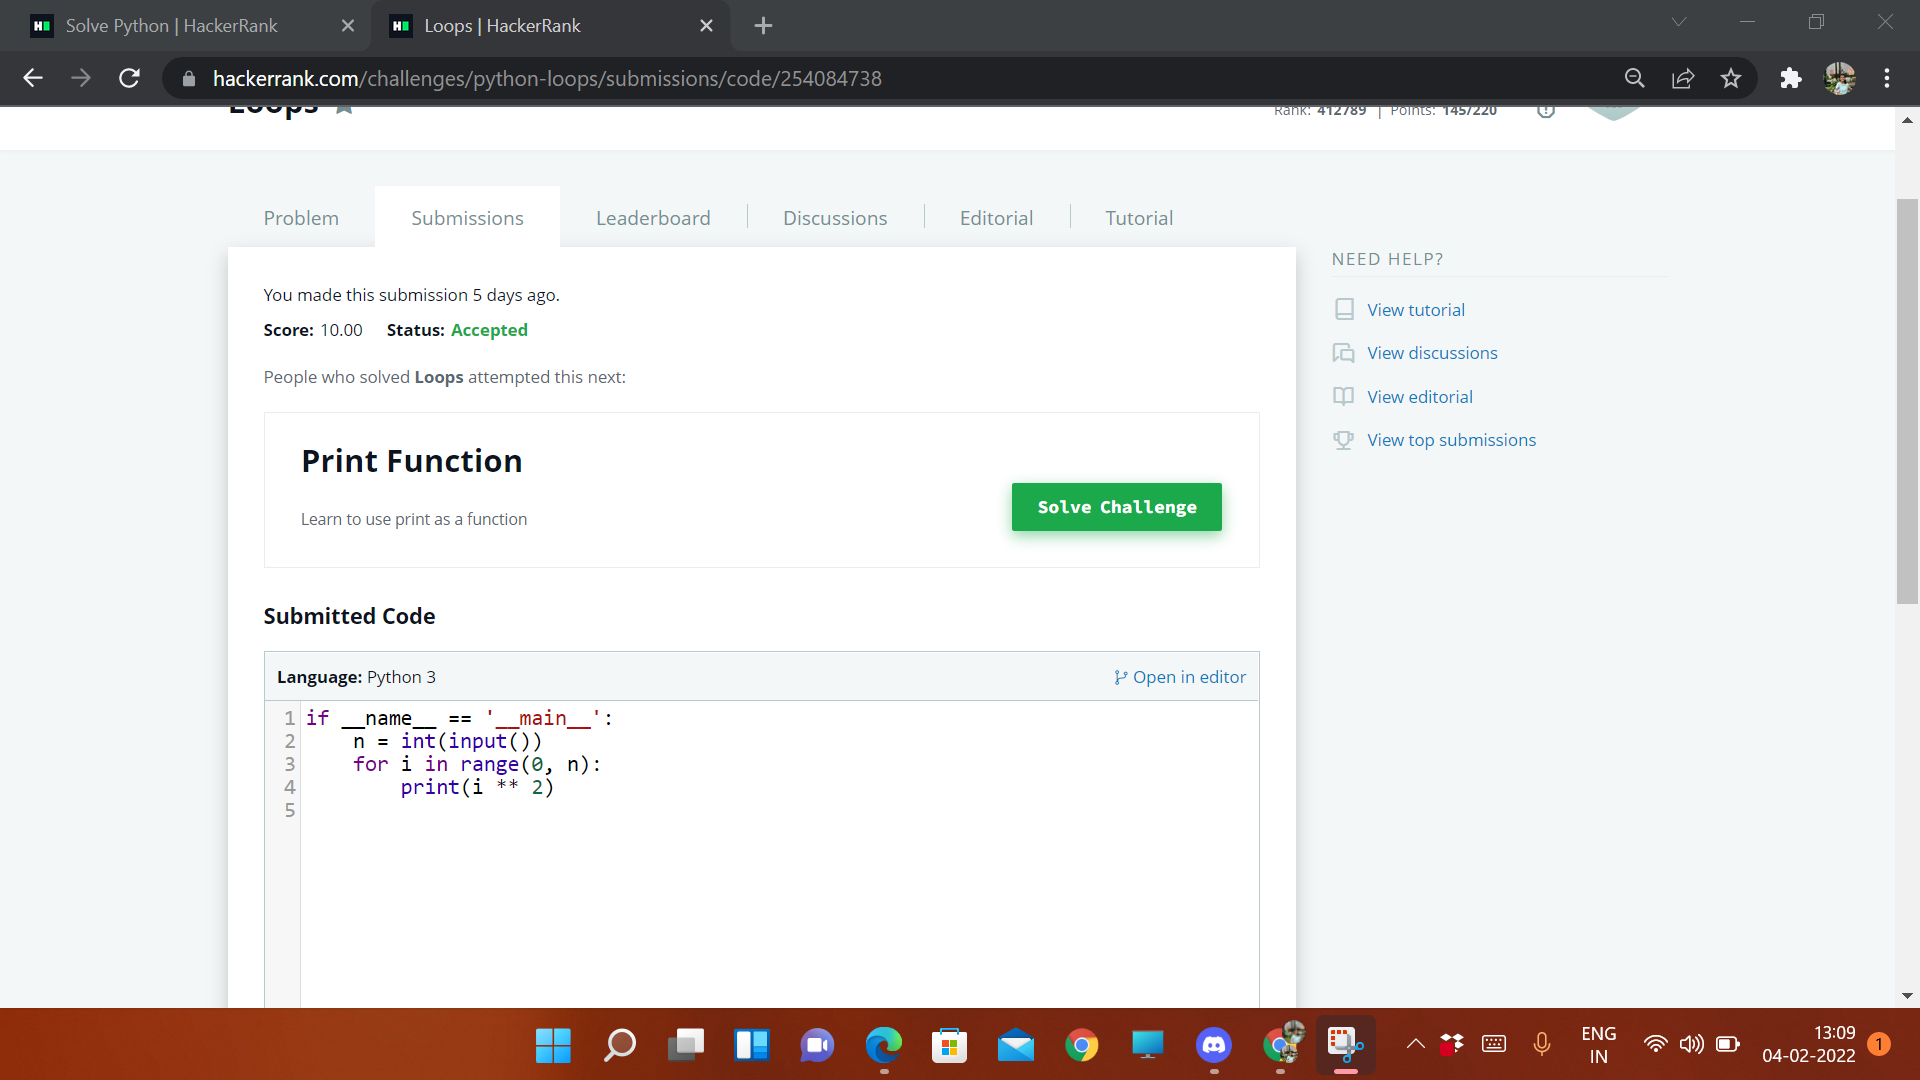 Solve Python | HackerRank
Loops | HackerRank
hackerrank.com/challenges/python-loops/submissions/code/254084738
Loops
Rank: 412789 | Points: 145/220
Problem
Submissions
Leaderboard
Discussions
Editorial
Tutorial
You made this submission 5 days ago.
Score: 10.00 Status: Accepted
People who solved Loops attempted this next:
Print Function
Learn to use print as a function
Solve Challenge
Submitted Code
Language: Python 3
Open in editor
1 if __name__ == '__main__':
2     n = int(input())
3     for i in range(0, n):
4         print(i ** 2)
5
NEED HELP?
View tutorial
View discussions
View editorial
View top submissions
ENG
IN
13:09
04-02-2022
1